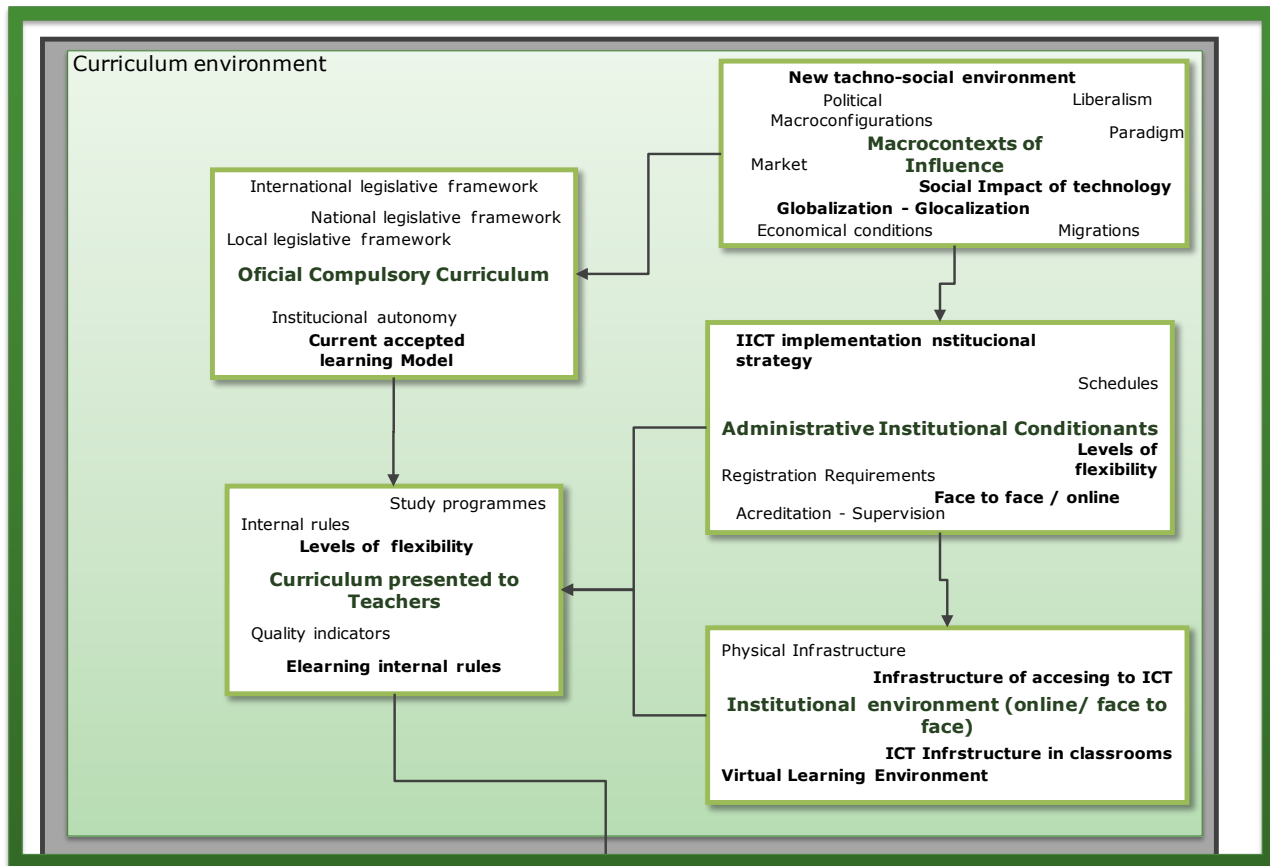 Curriculum environment
New tachno-social environment
Political
Liberalism
Macroconfigurations
Paradigm
Macrocontexts of
Influence
Market
Social Impact of technology
Globalization - Glocalization
Economical conditions
Migrations
International legislative framework
National legislative framework
Local legislative framework
Oficial Compulsory Curriculum
Institucional autonomy
Current accepted
learning Model
IICT implementation nstitucional
strategy
Schedules
Administrative Institutional Conditionants
Levels of
flexibility
Registration Requirements
Face to face / online
Acreditation - Supervision
Study programmes
Internal rules
Levels of flexibility
Curriculum presented to
Teachers
Quality indicators
Elearning internal rules
Physical Infrastructure
Infrastructure of accesing to ICT
Institutional environment (online/ face to
face)
ICT Infrstructure in classrooms
Virtual Learning Environment